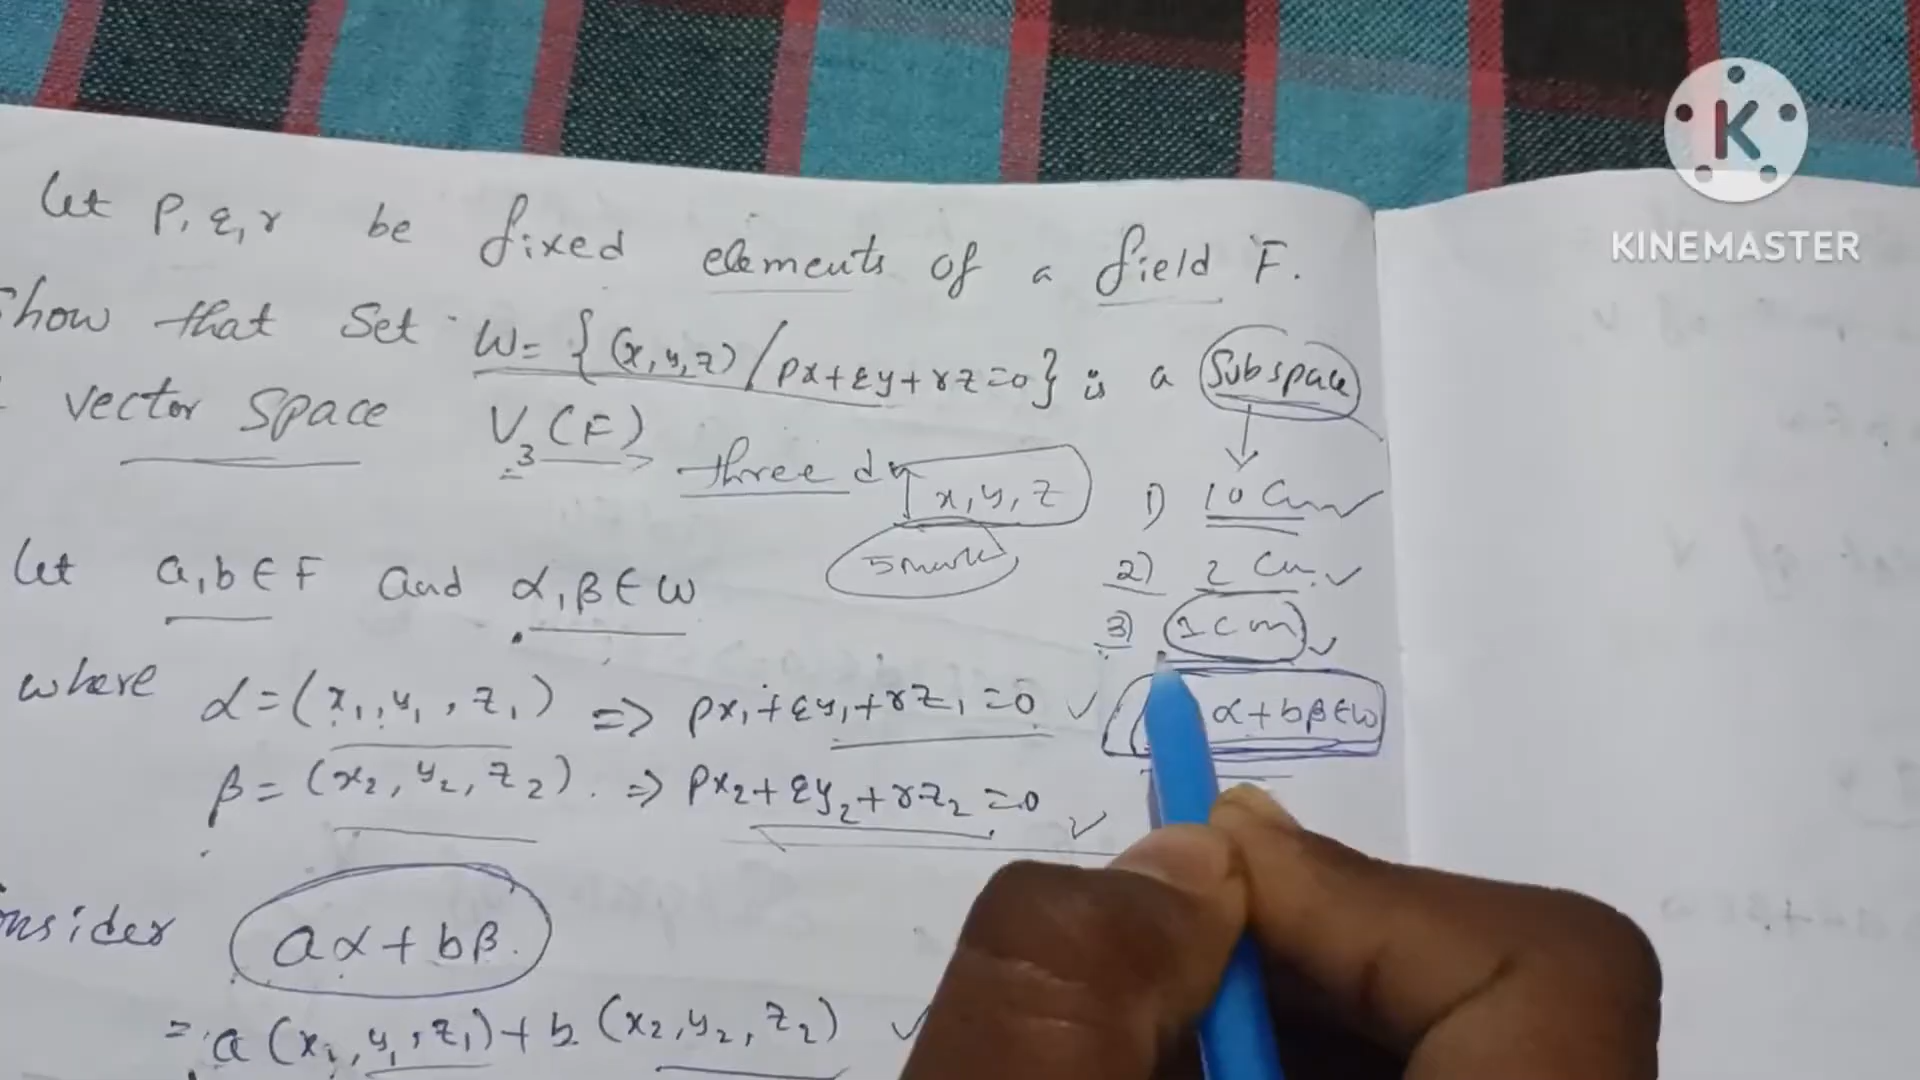 Let p, q, r be fixed elements of a field F.
Show that Set W = {(x, y, z) / px + qy + rz = 0} is a Subspace
vector space V₃(F)
three
x, y, z
5 mark
1) 10 Cm
2) 2 Cm
3) 1 cm
α + bβ ∈ W
Let a, b ∈ F and α, β ∈ W
where α = (x₁, y₁, z₁) => px₁ + qy₁ + rz₁ = 0
β = (x₂, y₂, z₂). => px₂ + qy₂ + rz₂ = 0
onsider aα + bβ.
= a (x₁, y₁, z₁) + b (x₂, y₂, z₂)
K
KINEMASTER